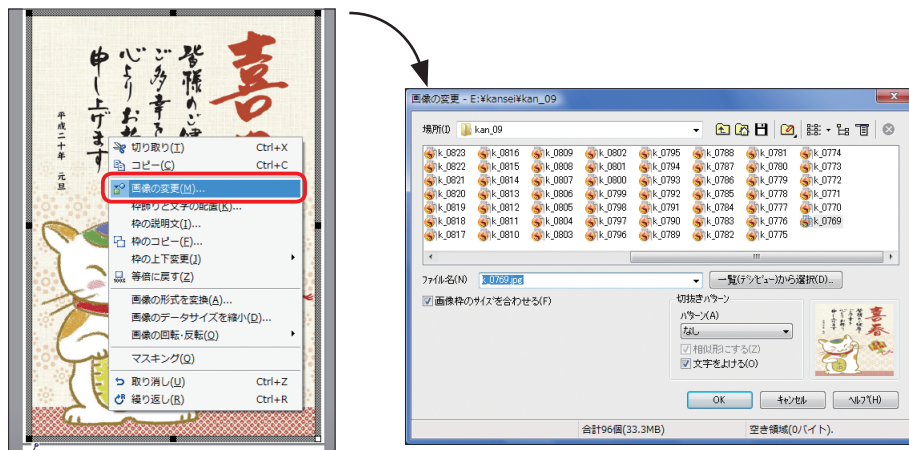 喜
皆様のご健
ご多幸を
心よりお
申し上げます
平成二十年 元旦
切り取り(T) Ctrl+X
コピー(C) Ctrl+C
画像の変更(M)...
枠飾りと文字の配置(K)...
枠の説明文(I)...
枠のコピー(F)...
枠の上下変更(J)
等倍に戻す(Z)
画像の形式を変換(A)...
画像のデータサイズを縮小(D)...
画像の回転・反転(O)
マスキング(Q)
取り消し(U) Ctrl+Z
繰り返し(R) Ctrl+R
画像の変更 - E:¥kansei¥kan_09
場所(I) kan_09
k_0823 k_0816 k_0809 k_0802 k_0795 k_0788 k_0781 k_0774
k_0822 k_0815 k_0808 k_0801 k_0794 k_0787 k_0780 k_0773
k_0821 k_0814 k_0807 k_0800 k_0793 k_0786 k_0779 k_0772
k_0820 k_0813 k_0806 k_0799 k_0792 k_0785 k_0778 k_0771
k_0819 k_0812 k_0805 k_0798 k_0791 k_0784 k_0777 k_0770
k_0818 k_0811 k_0804 k_0797 k_0790 k_0783 k_0776 k_0769
k_0817 k_0810 k_0803 k_0796 k_0789 k_0782 k_0775
ファイル名(N) k_0769.jpg 一覧(デジビュー)から選択(D)...
画像枠のサイズを合わせる(F)
切抜きパターン
パターン(A)
なし
相似形にする(Z)
文字をよける(O)
喜春
OK キャンセル ヘルプ(H)
合計96個(33.3MB) 空き領域(0バイト).